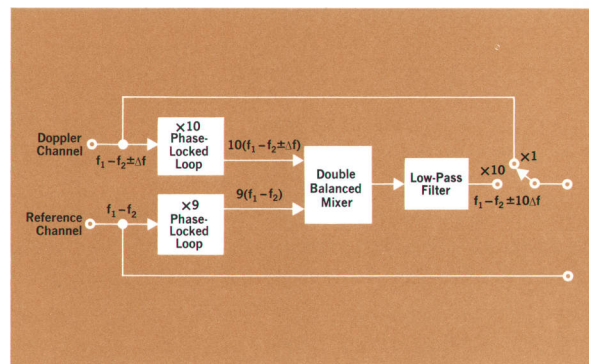 Doppler
Channel
f₁−f₂±Δf
×10
Phase-
Locked
Loop
10(f₁−f₂±Δf)
Reference
Channel
f₁−f₂
×9
Phase-
Locked
Loop
9(f₁−f₂)
Double
Balanced
Mixer
Low-Pass
Filter
×10
×1
f₁−f₂±10Δf